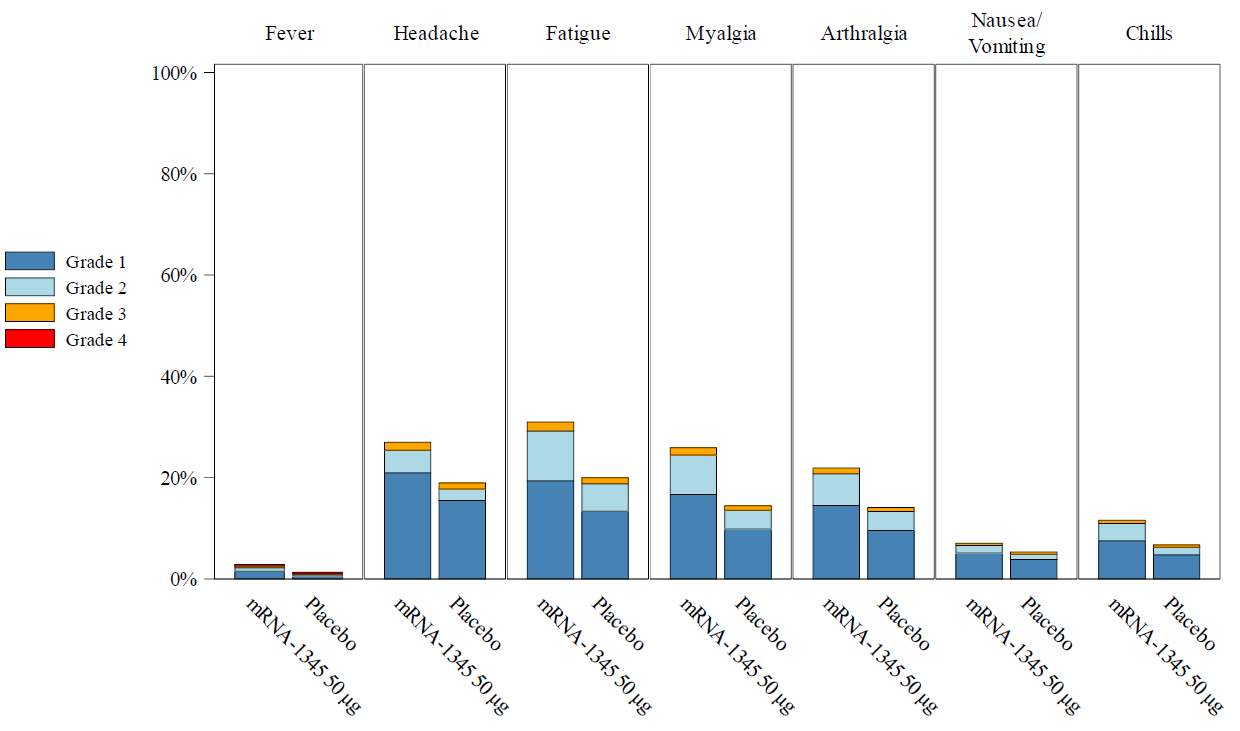 Fever
Headache
Fatigue
Myalgia
Arthralgia
Nausea/
Vomiting
Chills
100%
80%
60%
40%
20%
0%
Grade 1
Grade 2
Grade 3
Grade 4
mRNA-1345 50 μg
Placebo
mRNA-1345 50 μg
Placebo
mRNA-1345 50 μg
Placebo
mRNA-1345 50 μg
Placebo
mRNA-1345 50 μg
Placebo
mRNA-1345 50 μg
Placebo
mRNA-1345 50 μg
Placebo